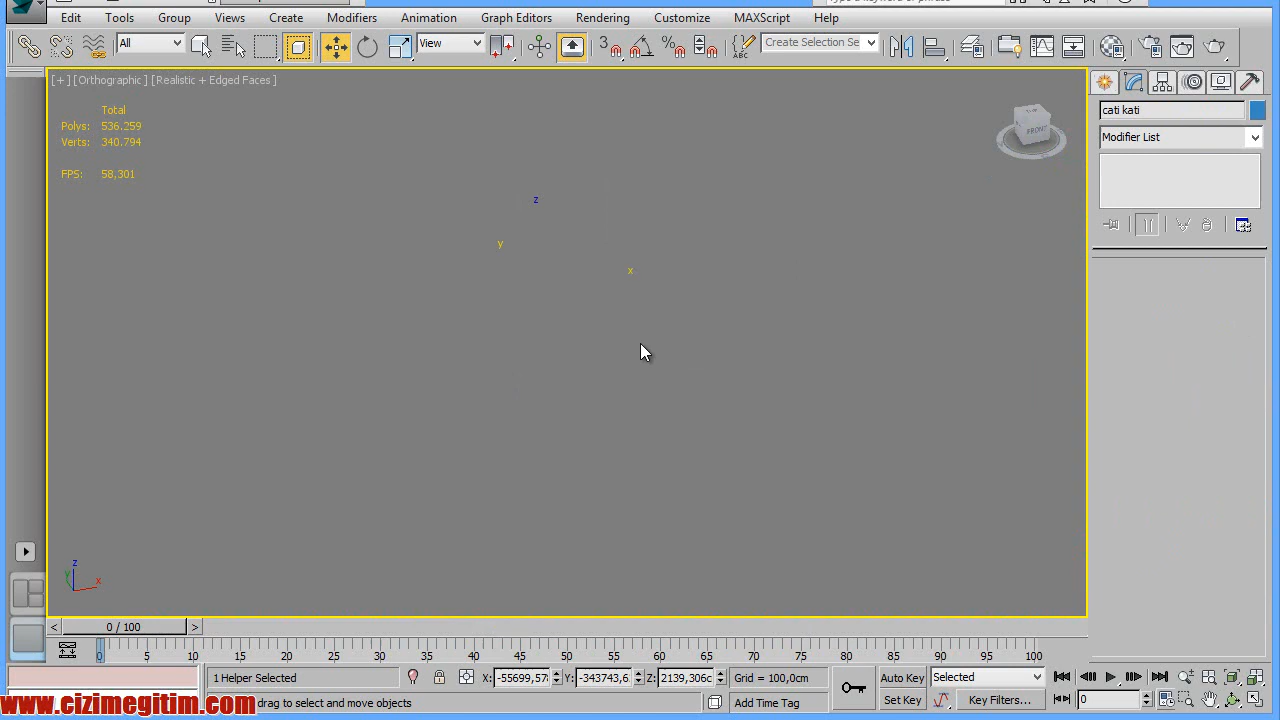 Edit Tools Group Views Create Modifiers Animation Graph Editors Rendering Customize MAXScript Help
All View 3 % ABC Create Selection Se
[+] [Orthographic] [Realistic + Edged Faces]
cati kati
Total
Polys: 536.259
Verts: 340.794
FPS: 58,301
FRONT
Modifier List
z
y
x
z
y x
0 / 100
0 5 10 15 20 25 30 35 40 45 50 55 60 65 70 75 80 85 90 95 100
1 Helper Selected X: -55699,57 Y: -343743,6 Z: 2139,306c Grid = 100,0cm Auto Key Selected
drag to select and move objects Add Time Tag Set Key Key Filters... 0
www.cizimegitim.com